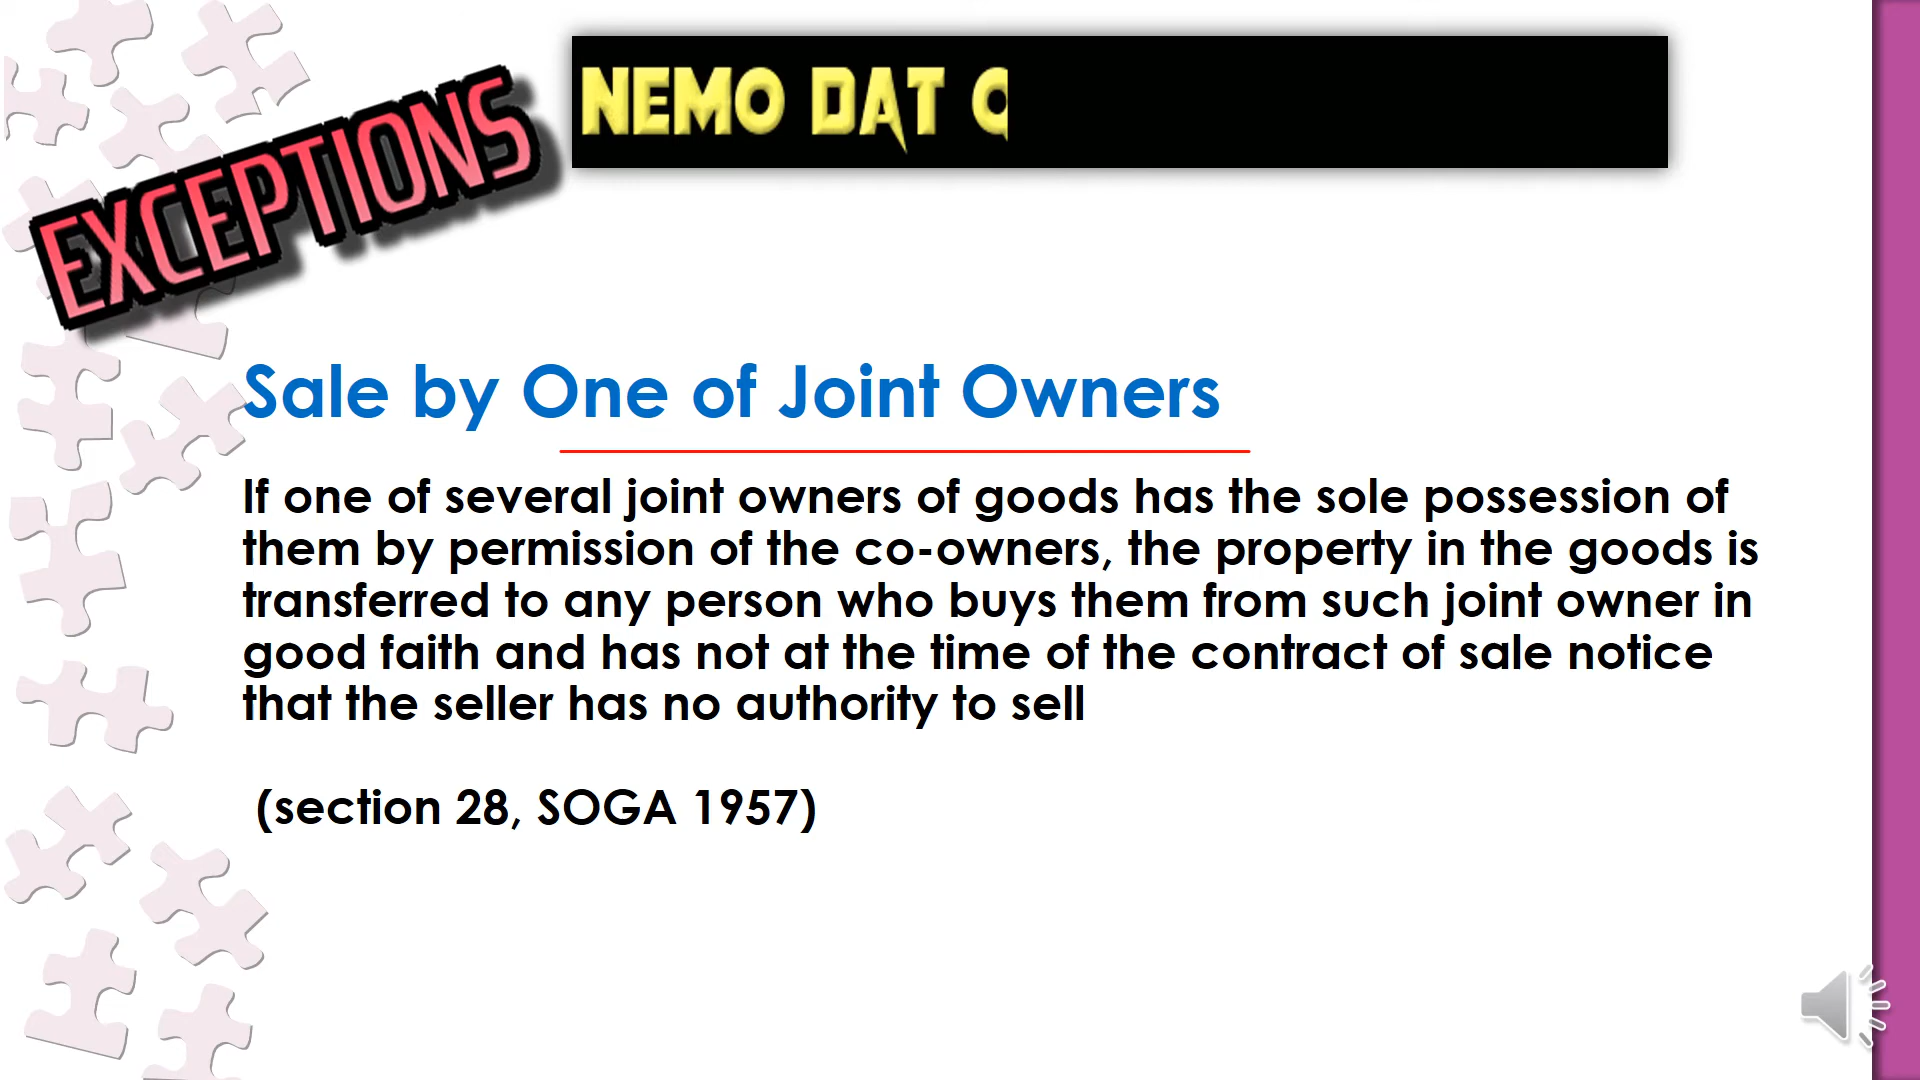 EXCEPTIONS
NEMO DAT
Sale by One of Joint Owners
If one of several joint owners of goods has the sole possession of
them by permission of the co-owners, the property in the goods is
transferred to any person who buys them from such joint owner in
good faith and has not at the time of the contract of sale notice
that the seller has no authority to sell
(section 28, SOGA 1957)